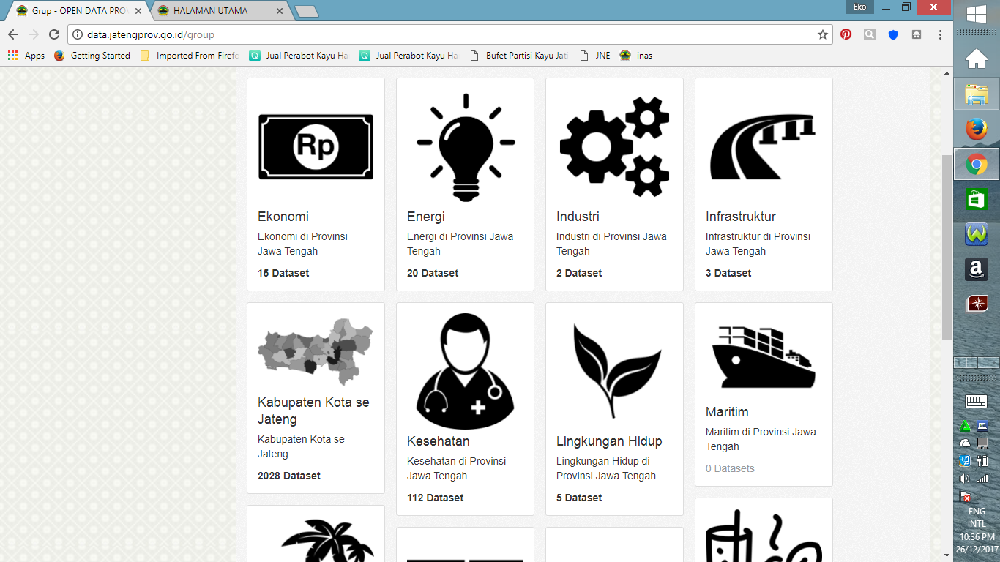 Grup - OPEN DATA PRO
HALAMAN UTAMA
Eko
data.jatengprov.go.id/group
Apps
Getting Started
Imported From Firefo
Jual Perabot Kayu Ha
Jual Perabot Kayu Ha
Bufet Partisi Kayu Jati
JNE
inas
Rp
Ekonomi
Ekonomi di Provinsi
Jawa Tengah
15 Dataset
Energi
Energi di Provinsi Jawa
Tengah
20 Dataset
Industri
Industri di Provinsi Jawa
Tengah
2 Dataset
Infrastruktur
Infrastruktur di Provinsi
Jawa Tengah
3 Dataset
Kabupaten Kota se
Jateng
Kabupaten Kota se
Jateng
2028 Dataset
Kesehatan
Kesehatan di Provinsi
Jawa Tengah
112 Dataset
Lingkungan Hidup
Lingkungan Hidup di
Provinsi Jawa Tengah
5 Dataset
Maritim
Maritim di Provinsi Jawa
Tengah
0 Datasets
ENG
INTL
10:36 PM
26/12/2017